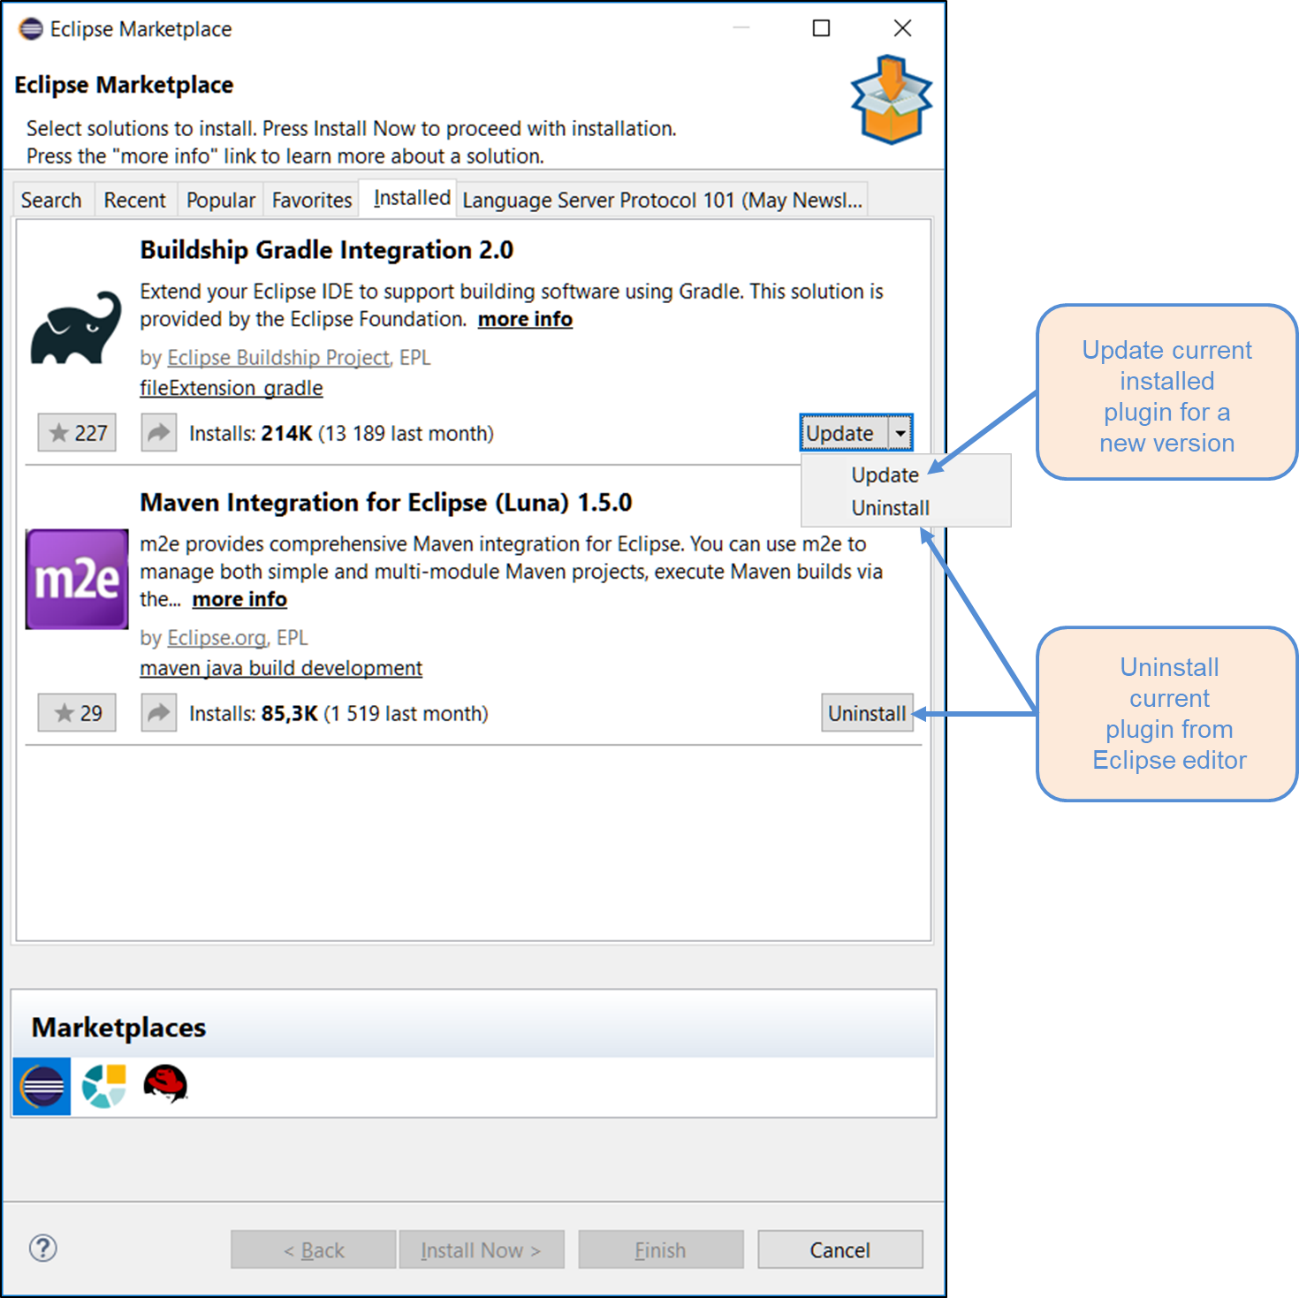 Eclipse Marketplace
Eclipse Marketplace
Select solutions to install. Press Install Now to proceed with installation.
Press the "more info" link to learn more about a solution.
Search Recent Popular Favorites Installed Language Server Protocol 101 (May Newsl...
Buildship Gradle Integration 2.0
Extend your Eclipse IDE to support building software using Gradle. This solution is
provided by the Eclipse Foundation. more info
by Eclipse Buildship Project, EPL
fileExtension_gradle
227 Installs: 214K (13 189 last month) Update
Update
Uninstall
Maven Integration for Eclipse (Luna) 1.5.0
m2e
m2e provides comprehensive Maven integration for Eclipse. You can use m2e to
manage both simple and multi-module Maven projects, execute Maven builds via
the... more info
by Eclipse.org, EPL
maven java build development
29 Installs: 85,3K (1 519 last month) Uninstall
Update current
installed
plugin for a
new version
Uninstall
current
plugin from
Eclipse editor
Marketplaces
? < Back Install Now > Finish Cancel